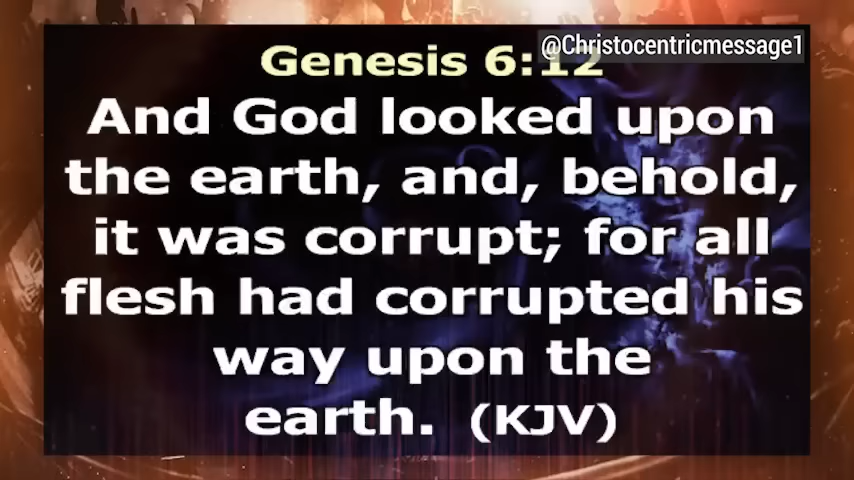 Genesis 6:12
@Christocentricmessage1
And God looked upon
the earth, and, behold,
it was corrupt; for all
flesh had corrupted his
way upon the
earth. (KJV)